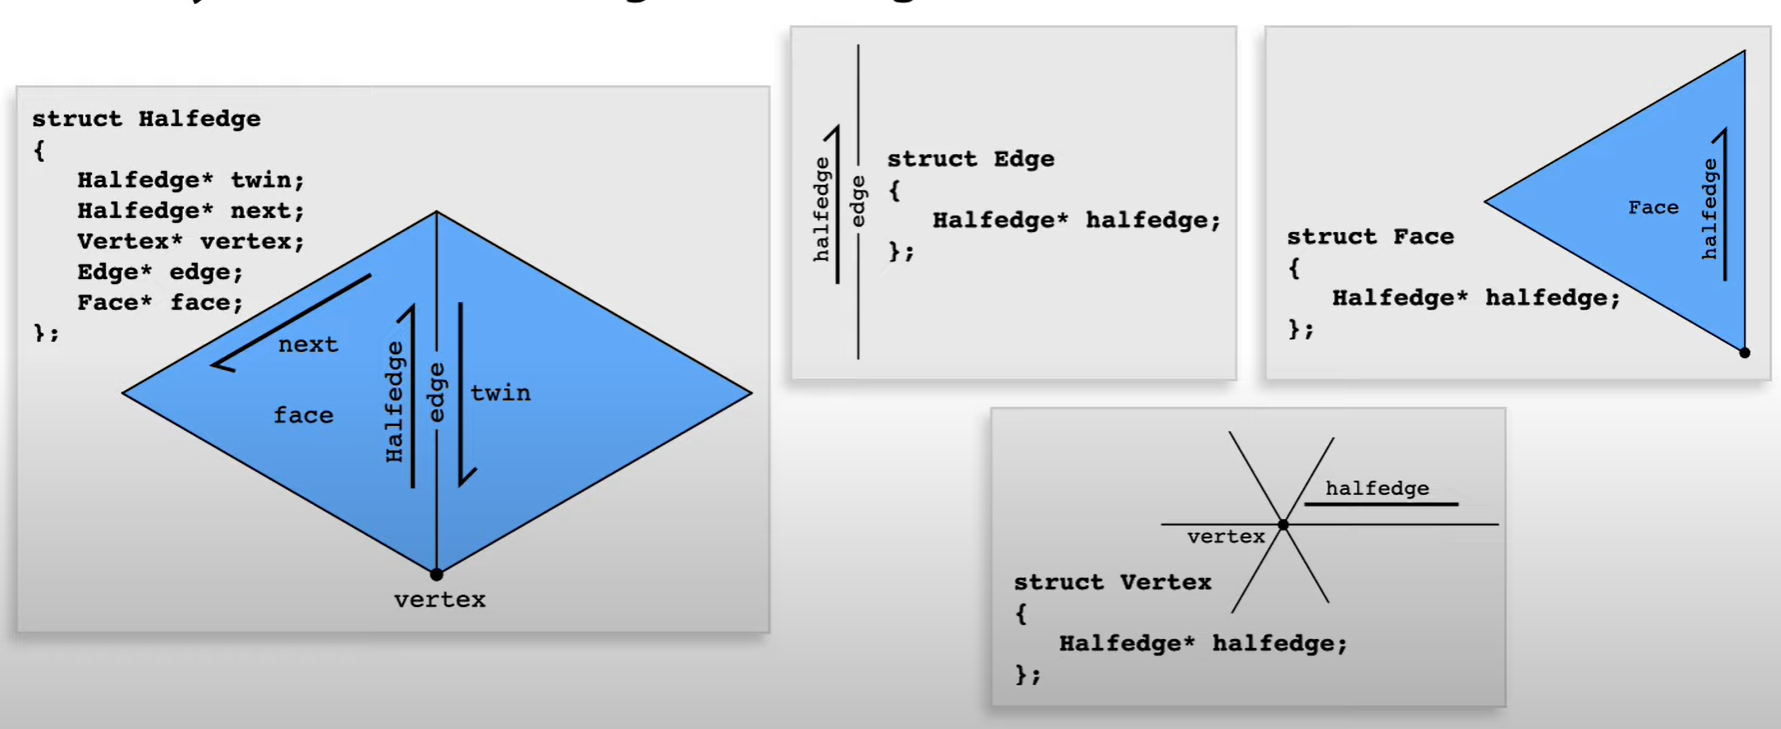 struct Halfedge
{
Halfedge* twin;
Halfedge* next;
Vertex* vertex;
Edge* edge;
Face* face;
};
next
face
Halfedge
edge
twin
vertex
halfedge
edge
struct Edge
{
Halfedge* halfedge;
};
Face
halfedge
struct Face
{
Halfedge* halfedge;
};
halfedge
vertex
struct Vertex
{
Halfedge* halfedge;
};